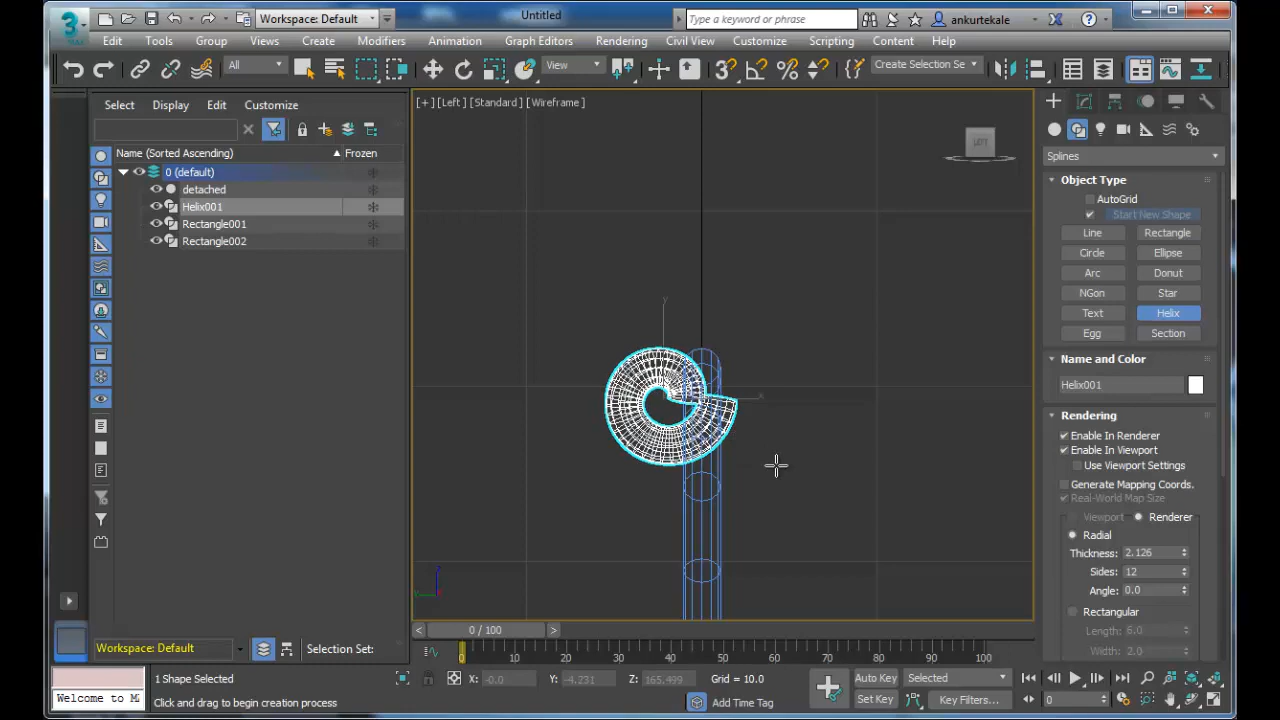 3
Workspace: Default
Untitled
Type a keyword or phrase
ankurtekale
Edit Tools Group Views Create Modifiers Animation Graph Editors Rendering Civil View Customize Scripting Content Help
All
View
Create Selection Se
Select Display Edit Customize
Name (Sorted Ascending) Frozen
0 (default)
detached
Helix001
Rectangle001
Rectangle002
[+] [Left] [Standard] [Wireframe]
LEFT
y
x
Splines
Object Type
AutoGrid
Start New Shape
Line Rectangle
Circle Ellipse
Arc Donut
NGon Star
Text Helix
Egg Section
Name and Color
Helix001
Rendering
Enable In Renderer
Enable In Viewport
Use Viewport Settings
Generate Mapping Coords.
Real-World Map Size
Viewport Renderer
Radial
Thickness: 2.126
Sides: 12
Angle: 0.0
Rectangular
Length: 6.0
Width: 2.0
0 / 100
Workspace: Default
Selection Set:
0 10 20 30 40 50 60 70 80 90 100
1 Shape Selected
X: -0.0 Y: -4.231 Z: 165.499 Grid = 10.0
Auto Key Selected
Welcome to M
Click and drag to begin creation process
Add Time Tag
Set Key Key Filters...
0